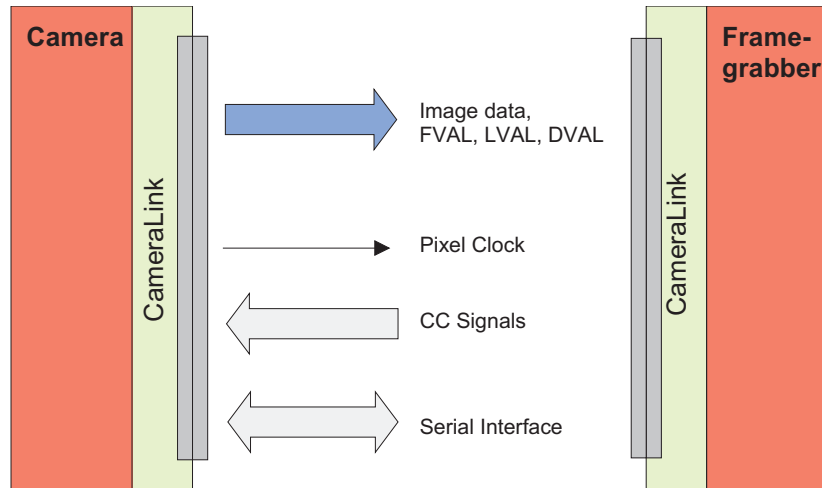 Camera
Frame-
grabber
CameraLink
Image data,
FVAL, LVAL, DVAL
Pixel Clock
CC Signals
Serial Interface
CameraLink